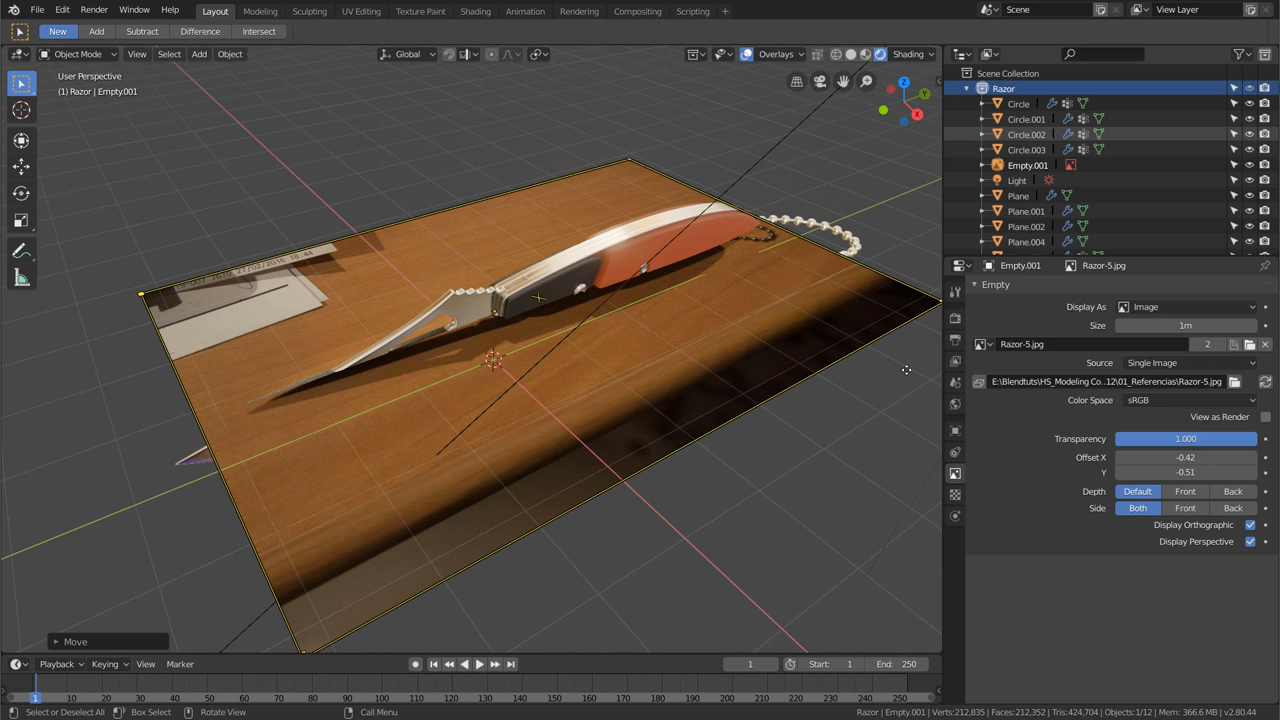 File Edit Render Window Help Layout Modeling Sculpting UV Editing Texture Paint Shading Animation Rendering Compositing Scripting + Scene View Layer
New Add Subtract Difference Intersect
Object Mode View Select Add Object Global Overlays Shading
User Perspective
(1) Razor | Empty.001
Z
Y
X
27/02/2016 18:44
Move
Scene Collection
Razor
Circle
Circle.001
Circle.002
Circle.003
Empty.001
Light
Plane
Plane.001
Plane.002
Plane.004
Empty.001 Razor-5.jpg
Empty
Display As Image
Size 1m
Razor-5.jpg 2
Source Single Image
E:\Blendtuts\HS_Modeling Co..12\01_Referencias\Razor-5.jpg
Color Space sRGB
View as Render
Transparency 1.000
Offset X -0.42
Y -0.51
Depth Default Front Back
Side Both Front Back
Display Orthographic
Display Perspective
Playback Keying View Marker 1 Start: 1 End: 250
1 10 20 30 40 50 60 70 80 90 100 110 120 130 140 150 160 170 180 190 200 210 220 230 240 250
Select or Deselect All Box Select Rotate View Call Menu Razor | Empty.001 | Verts:212,835 | Faces:212,352 | Tris:424,704 | Objects:1/12 | Mem: 366.6 MB | v2.80.44